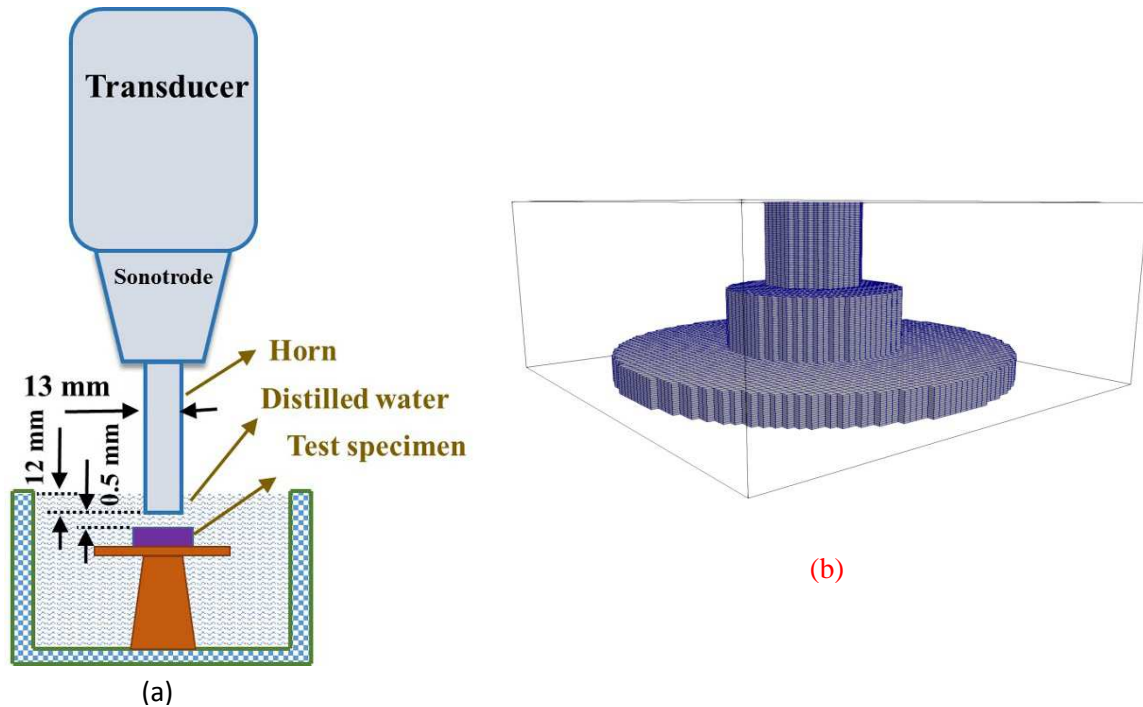 Transducer
Sonotrode
Horn
13 mm
Distilled water
Test specimen
12 mm
0.5 mm
(a)
(b)